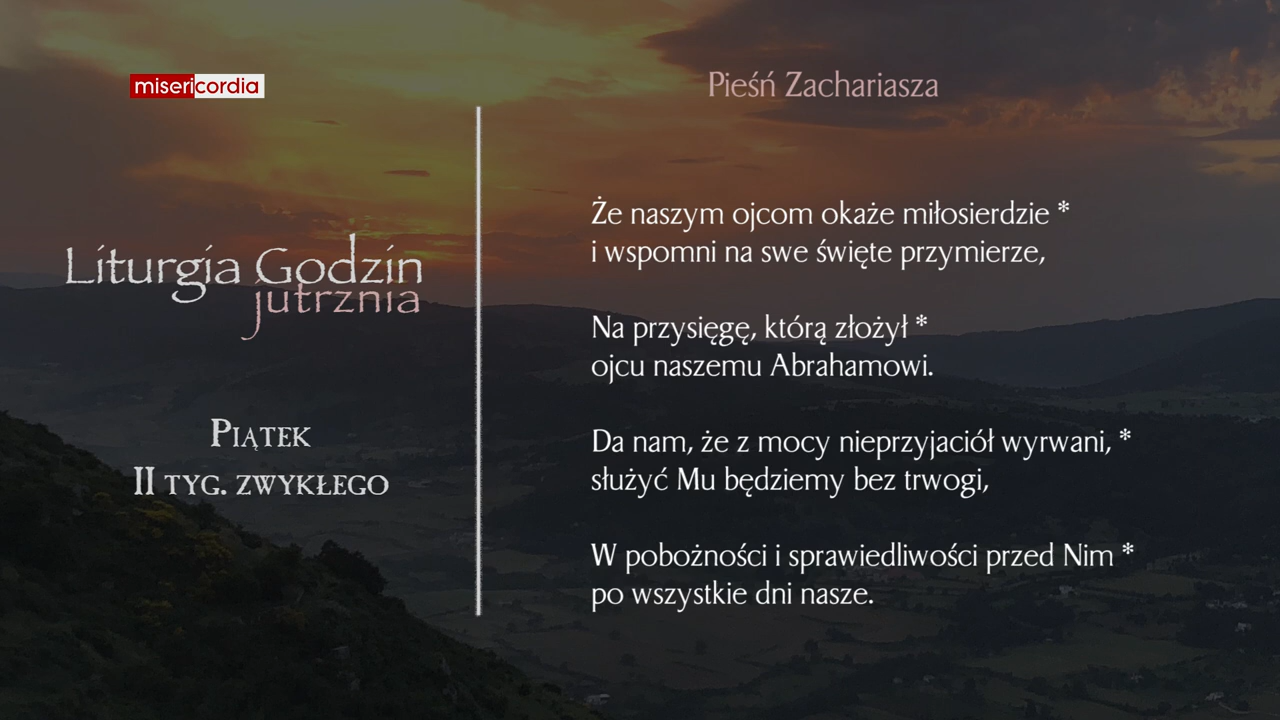 misericordia
Liturgia Godzin
jutrznia
Piątek
II tyg. zwykłego
Pieśń Zachariasza
Że naszym ojcom okaże miłosierdzie *
i wspomni na swe święte przymierze,
Na przysięgę, którą złożył *
ojcu naszemu Abrahamowi.
Da nam, że z mocy nieprzyjaciół wyrwani, *
służyć Mu będziemy bez trwogi,
W pobożności i sprawiedliwości przed Nim *
po wszystkie dni nasze.